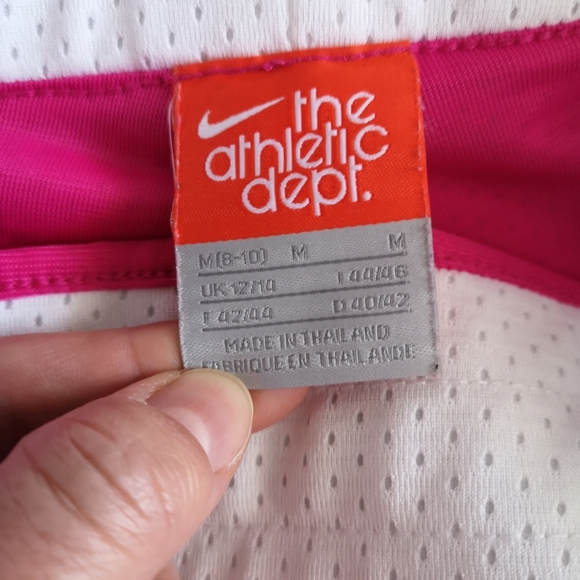 the
athletic
dept.
M(8-10) M M
UK 12/14 I 44/46
F 42/44 D 40/42
MADE IN THAILAND
FABRIQUE EN THAILANDE